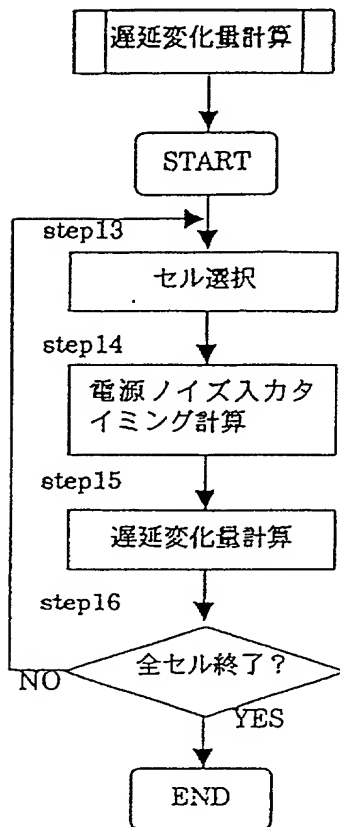 遅延変化量計算
START
step13
セル選択
step14
電源ノイズ入力タ
イミング計算
step15
遅延変化量計算
step16
全セル終了？
NO
YES
END